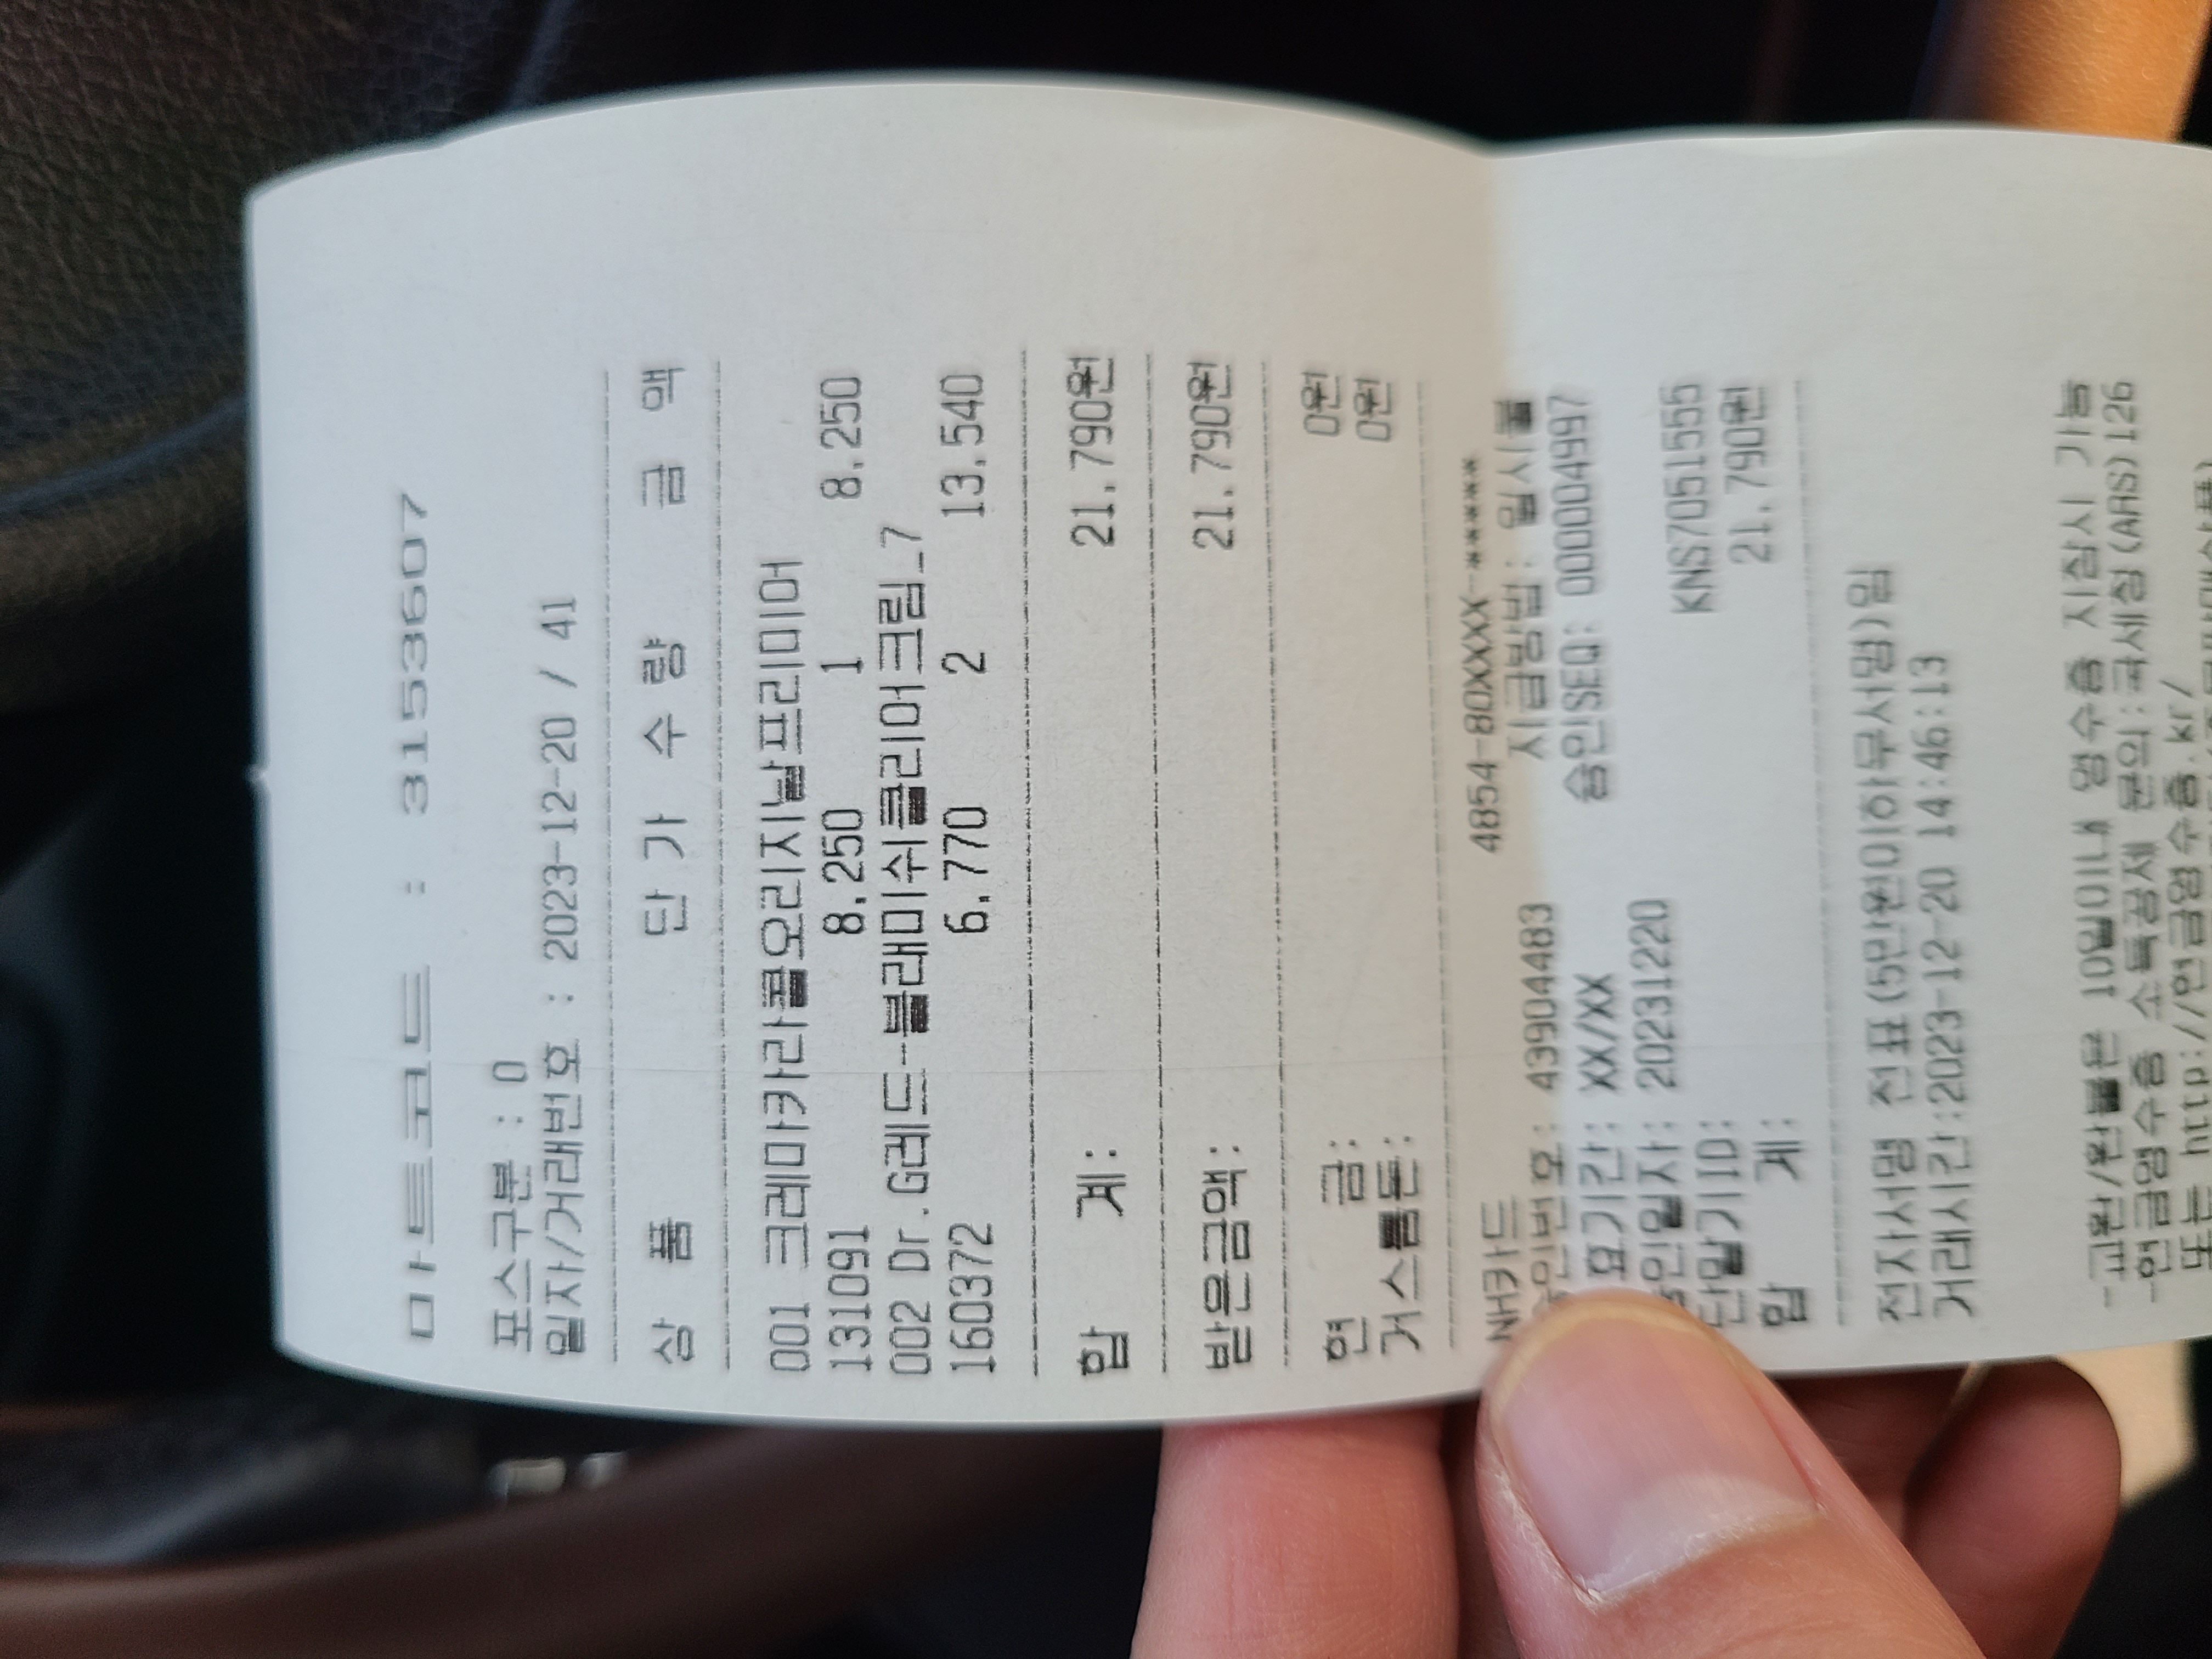 마트코드 : 3153607
포스구분 : 0
일자/거래번호 : 2023-12-20 / 41
상 품 단 가 수 량 금 액
001 크레마카라콜오리지날프리미어
131091 8,250 1 8,250
002 Dr.G레드--블래미쉬클리어크림_7
160372 6,770 2 13,540
합 계: 21,790원
받은금액: 21,790원
현 금: 0원
거스름돈: 0원
NH카드 4854-80XXXX-******
승인번호: 43904483 지급방법: 일시불
요기간: XX/XX 승인SEQ: 000004997
승인일자: 20231220
단말기ID: KNS7051555
합 계: 21,790원
전자서명 전표(5만원이하무서명)임
거래시간:2023-12-20 14:46:13
-교환/환불은 10일이내 영수증 지참시 가능
-현금영수증 소득공제 문의:국세청(ARS)126
또는 http://현금영수증.kr/